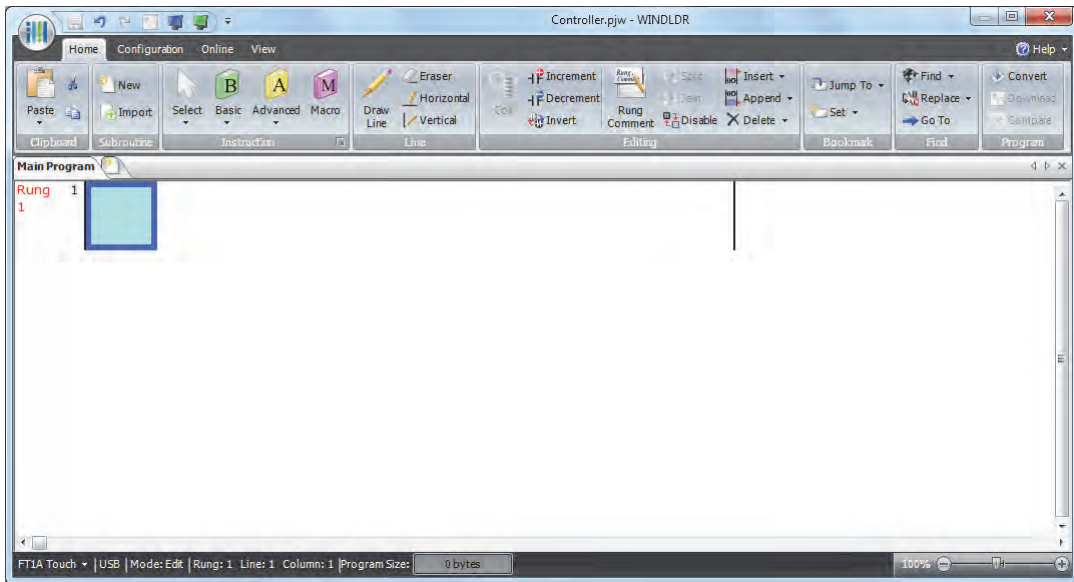 Controller.pjw - WINDLDR
Home Configuration Online View Help
Paste New Import Select Basic Advanced Macro Draw Line Eraser Horizontal Vertical Coil Increment Decrement Invert Rung Comment Split Join Disable Insert Append Delete Jump To Set Find Replace Go To Convert Download Compare
Clipboard Subroutine Instruction Line Editing Bookmark Find Program
Main Program
Rung 1
1
FT1A Touch | USB | Mode: Edit | Rung: 1 Line: 1 Column: 1 | Program Size: 0 bytes 100%